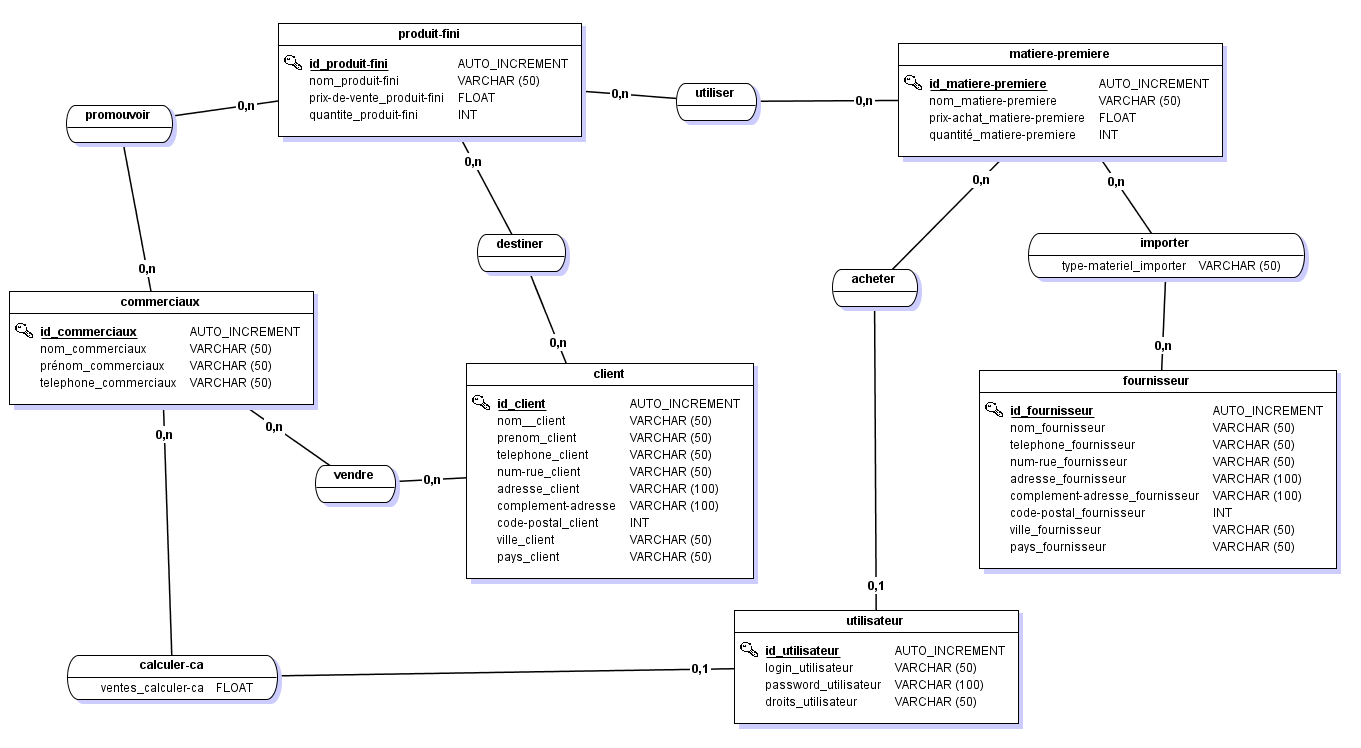 produit-fini
id_produit-fini AUTO_INCREMENT
nom_produit-fini VARCHAR (50)
prix-de-vente_produit-fini FLOAT
quantite_produit-fini INT
matiere-premiere
id_matiere-premiere AUTO_INCREMENT
nom_matiere-premiere VARCHAR (50)
prix-achat_matiere-premiere FLOAT
quantité_matiere-premiere INT
utiliser
0,n
0,n
promouvoir
0,n
0,n
0,n
destiner
0,n
0,n
acheter
0,1
0,n
importer
type-materiel_importer VARCHAR (50)
0,n
commerciaux
id_commerciaux AUTO_INCREMENT
nom_commerciaux VARCHAR (50)
prénom_commerciaux VARCHAR (50)
telephone_commerciaux VARCHAR (50)
client
id_client AUTO_INCREMENT
nom__client VARCHAR (50)
prenom_client VARCHAR (50)
telephone_client VARCHAR (50)
num-rue_client VARCHAR (50)
adresse_client VARCHAR (100)
complement-adresse VARCHAR (100)
code-postal_client INT
ville_client VARCHAR (50)
pays_client VARCHAR (50)
fournisseur
id_fournisseur AUTO_INCREMENT
nom_fournisseur VARCHAR (50)
telephone_fournisseur VARCHAR (50)
num-rue_fournisseur VARCHAR (50)
adresse_fournisseur VARCHAR (100)
complement-adresse_fournisseur VARCHAR (100)
code-postal_fournisseur INT
ville_fournisseur VARCHAR (50)
pays_fournisseur VARCHAR (50)
0,n
0,n
vendre
0,n
calculer-ca
ventes_calculer-ca FLOAT
0,1
utilisateur
id_utilisateur AUTO_INCREMENT
login_utilisateur VARCHAR (50)
password_utilisateur VARCHAR (100)
droits_utilisateur VARCHAR (50)